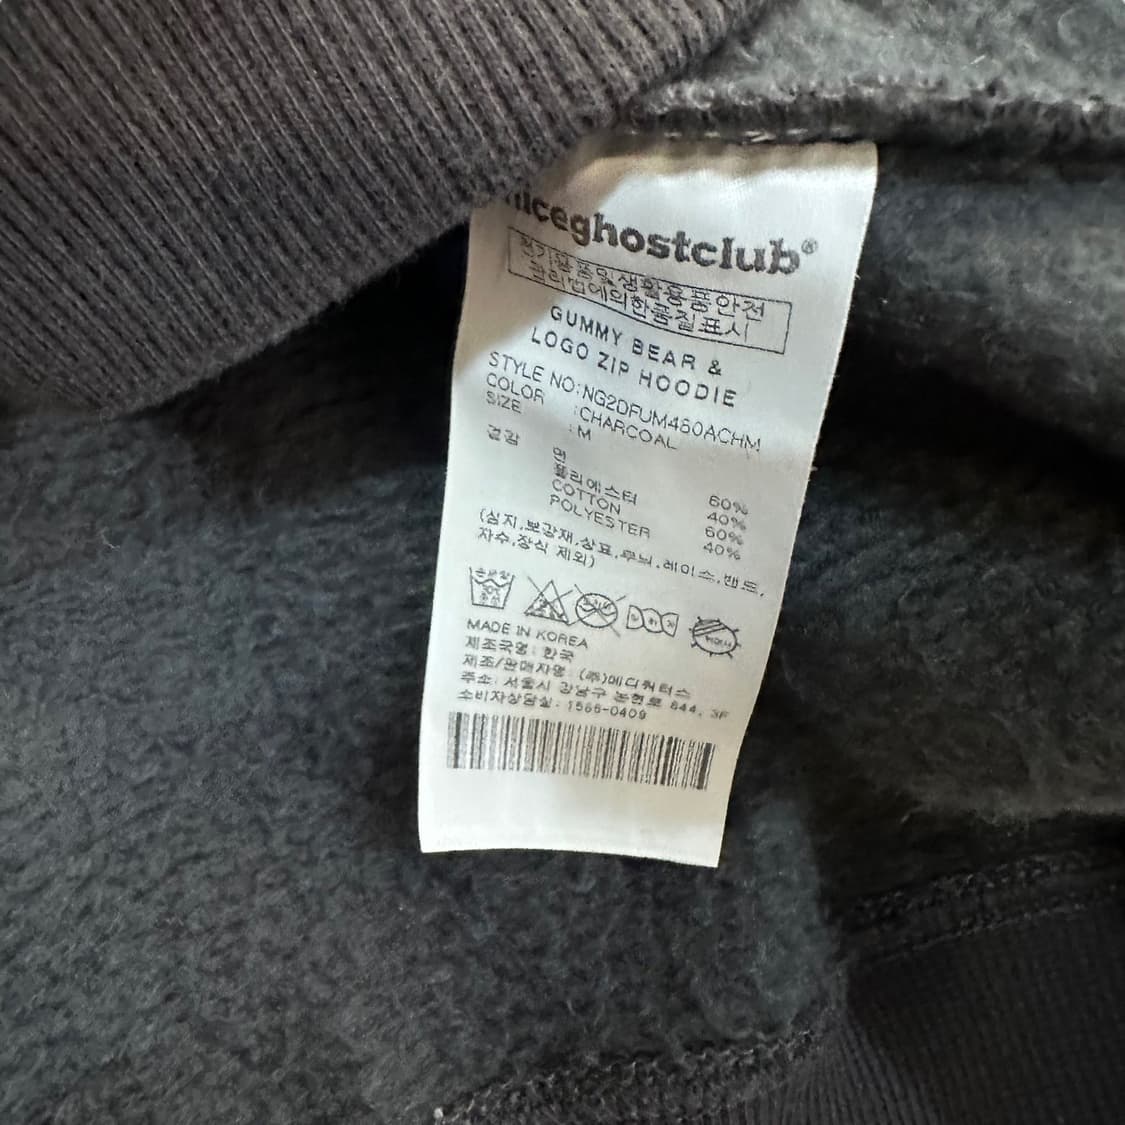 niceghostclub®
전기용품및생활용품안전
관리법에의한품질표시
GUMMY BEAR &
LOGO ZIP HOODIE
STYLE NO:NG2DFUM460ACHM
COLOR :CHARCOAL
SIZE :M
겉감
면 60%
폴리에스터 40%
COTTON 60%
POLYESTER 40%
(심지,보강재,상표,무늬,레이스,밴드,
자수,장식 제외)
MADE IN KOREA
제조국명: 한국
제조/판매자명: (주)메디쿼터스
주소: 서울시 강남구 논현로 844, 3F
소비자상담실: 1566-0409